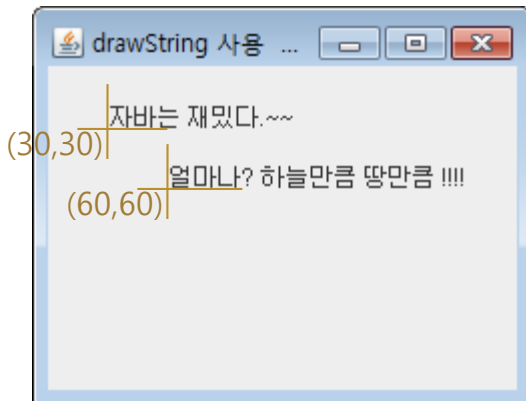 drawString 사용 ...
자바는 재밌다.~~
(30,30)
얼마나? 하늘만큼 땅만큼 !!!!
(60,60)